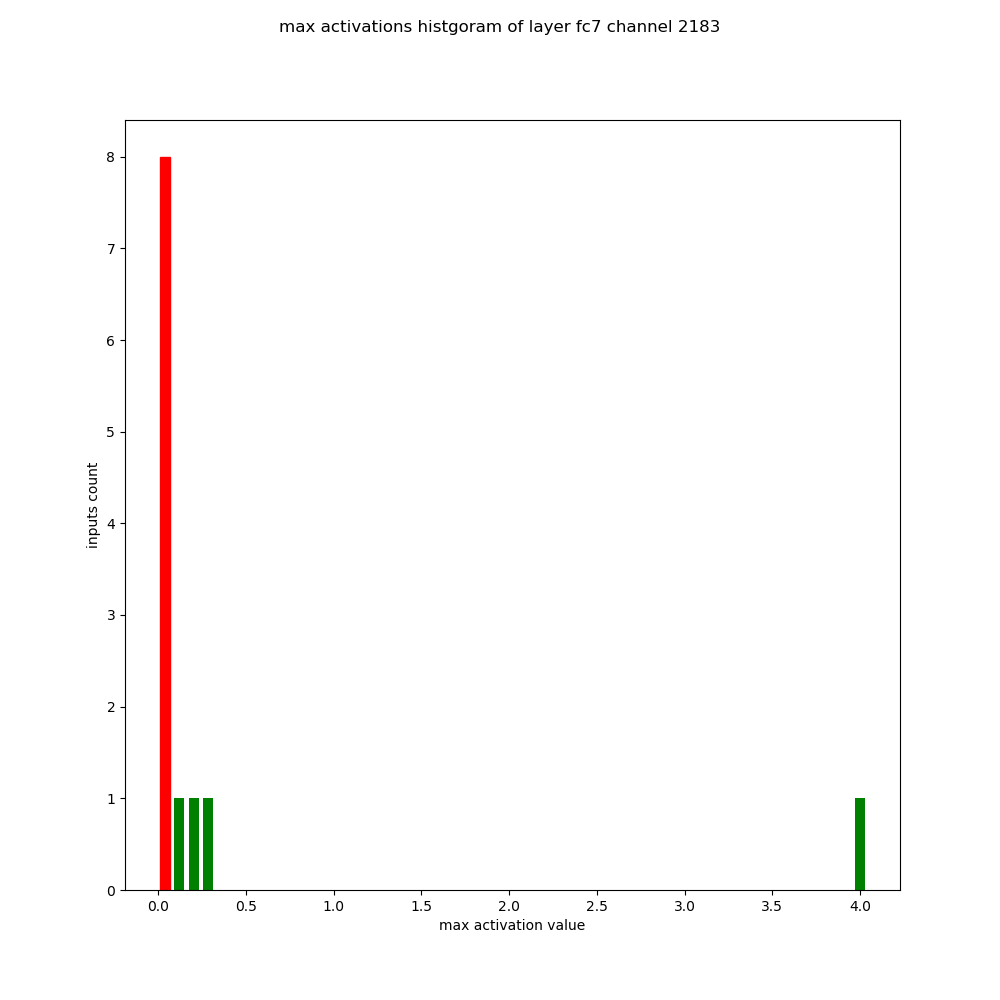 max activations histgoram of layer fc7 channel 2183
8
7
6
5
4
3
2
1
0
inputs count
0.0 0.5 1.0 1.5 2.0 2.5 3.0 3.5 4.0
max activation value